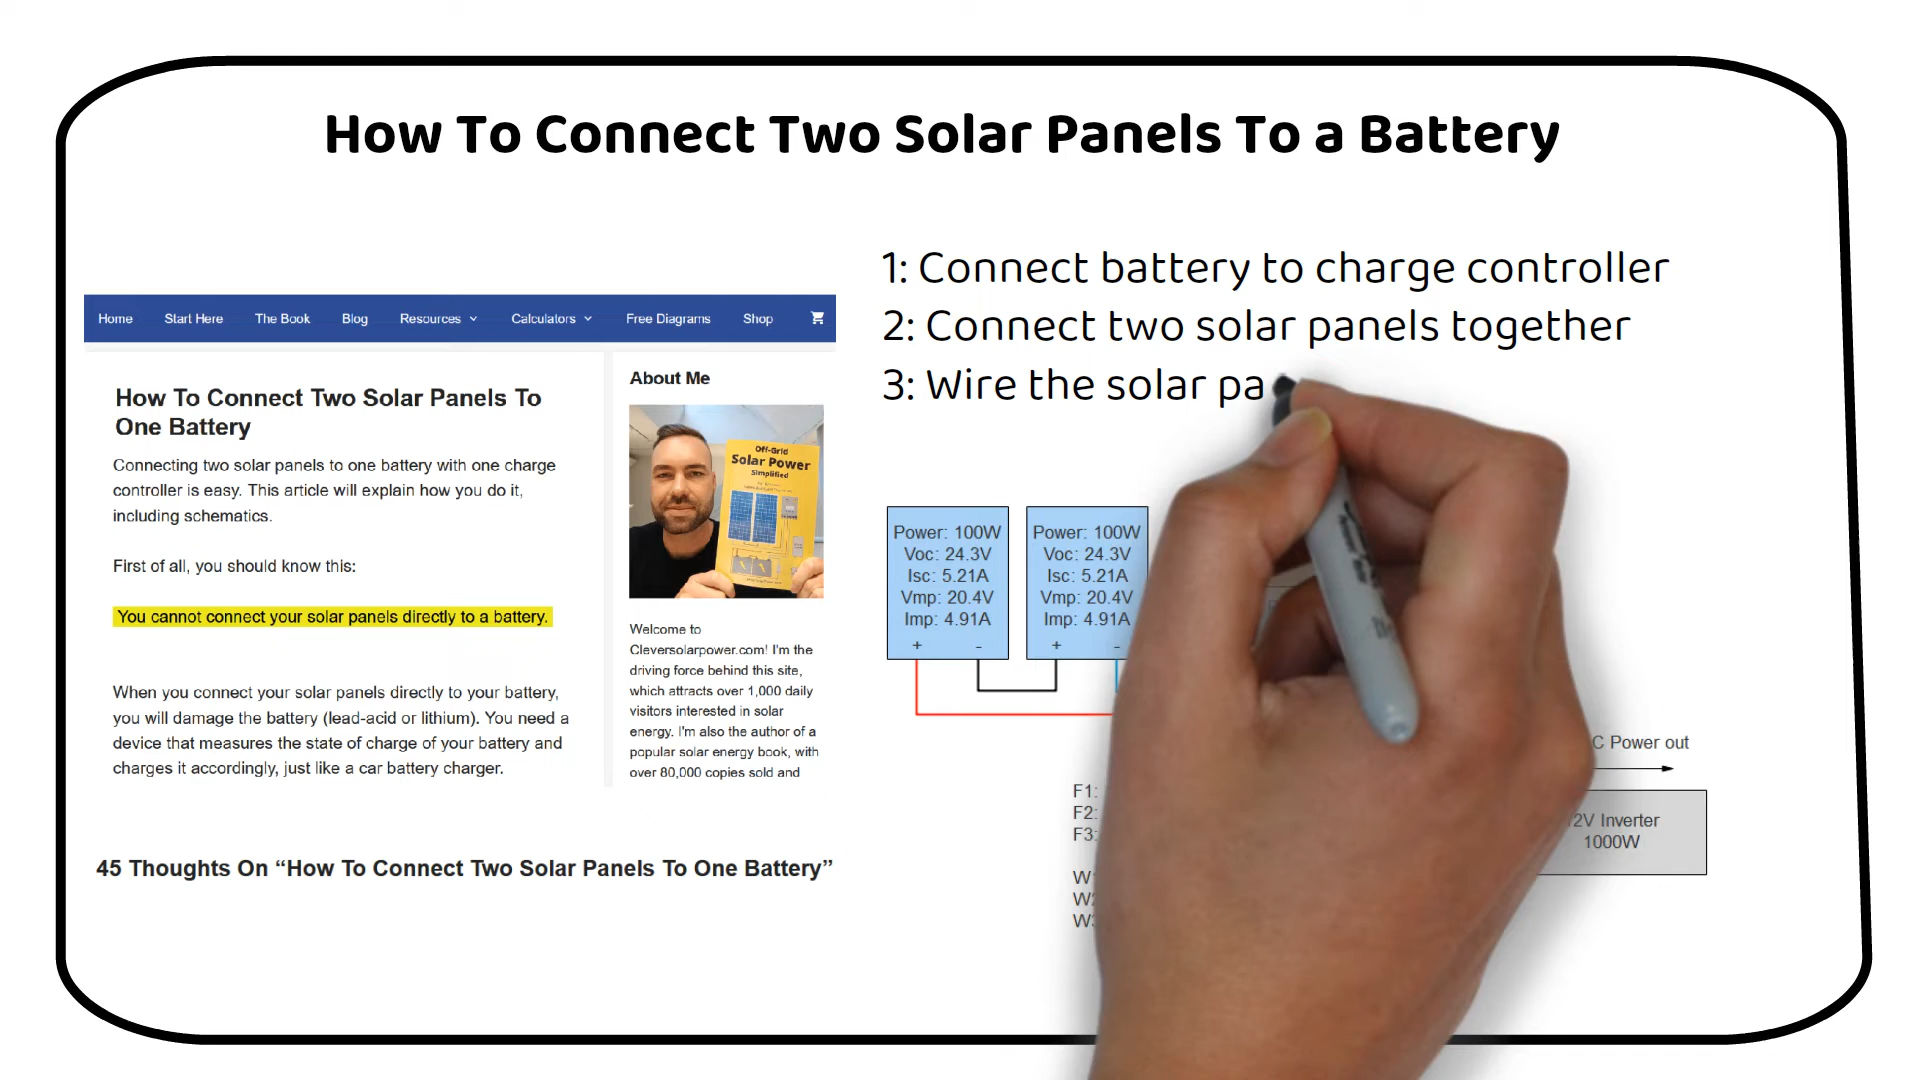 How To Connect Two Solar Panels To a Battery
1: Connect battery to charge controller
2: Connect two solar panels together
3: Wire the solar pa
Home Start Here The Book Blog Resources Calculators Free Diagrams Shop
How To Connect Two Solar Panels To
One Battery
Connecting two solar panels to one battery with one charge
controller is easy. This article will explain how you do it,
including schematics.
First of all, you should know this:
You cannot connect your solar panels directly to a battery.
When you connect your solar panels directly to your battery,
you will damage the battery (lead-acid or lithium). You need a
device that measures the state of charge of your battery and
charges it accordingly, just like a car battery charger.
About Me
Off-Grid
Solar Power
Simplified
Welcome to
Cleversolarpower.com! I'm the
driving force behind this site,
which attracts over 1,000 daily
visitors interested in solar
energy. I'm also the author of a
popular solar energy book, with
over 80,000 copies sold and
45 Thoughts On “How To Connect Two Solar Panels To One Battery”
Power: 100W
Voc: 24.3V
Isc: 5.21A
Vmp: 20.4V
Imp: 4.91A
+ -
Power: 100W
Voc: 24.3V
Isc: 5.21A
Vmp: 20.4V
Imp: 4.91A
+ -
F1:
F2:
F3:
W
W2
W3
C Power out
2V Inverter
1000W